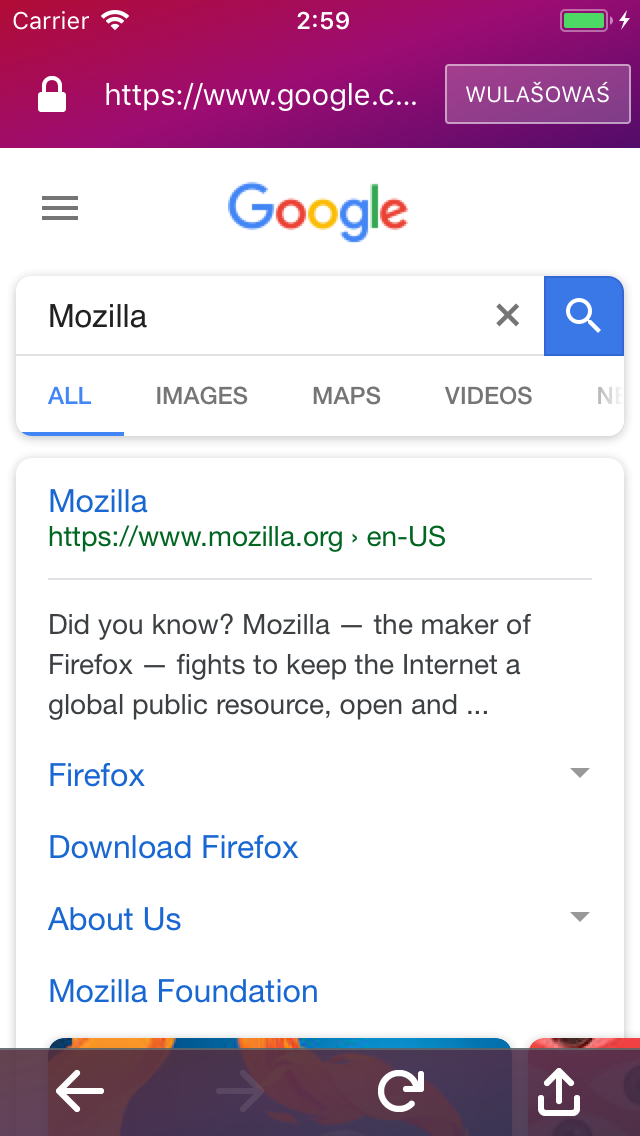 Carrier 2:59
https://www.google.c... WULAŠOWAŚ
Google
Mozilla
ALL IMAGES MAPS VIDEOS NE
Mozilla
https://www.mozilla.org › en-US
Did you know? Mozilla — the maker of
Firefox — fights to keep the Internet a
global public resource, open and ...
Firefox
Download Firefox
About Us
Mozilla Foundation